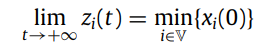 lim z_i(t) = min{x_i(0)}
t→+∞ i∈𝕍